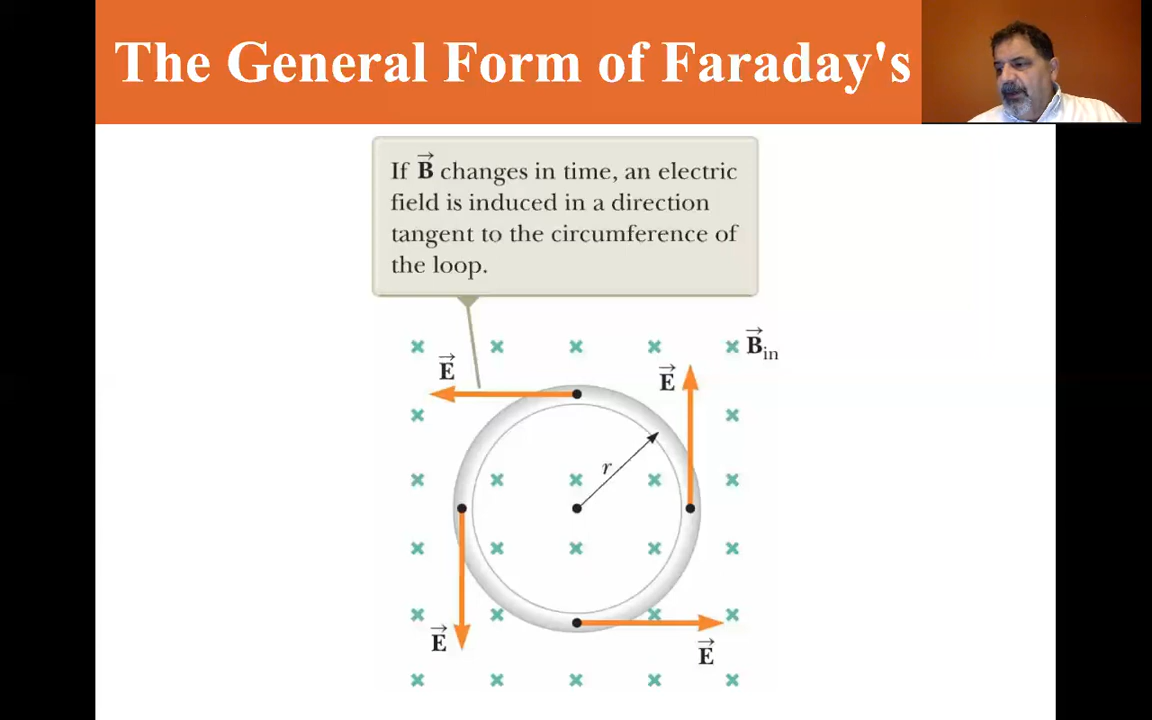 The General Form of Faraday's
If B⃗ changes in time, an electric
field is induced in a direction
tangent to the circumference of
the loop.
B⃗in
E⃗
E⃗
r
E⃗
E⃗